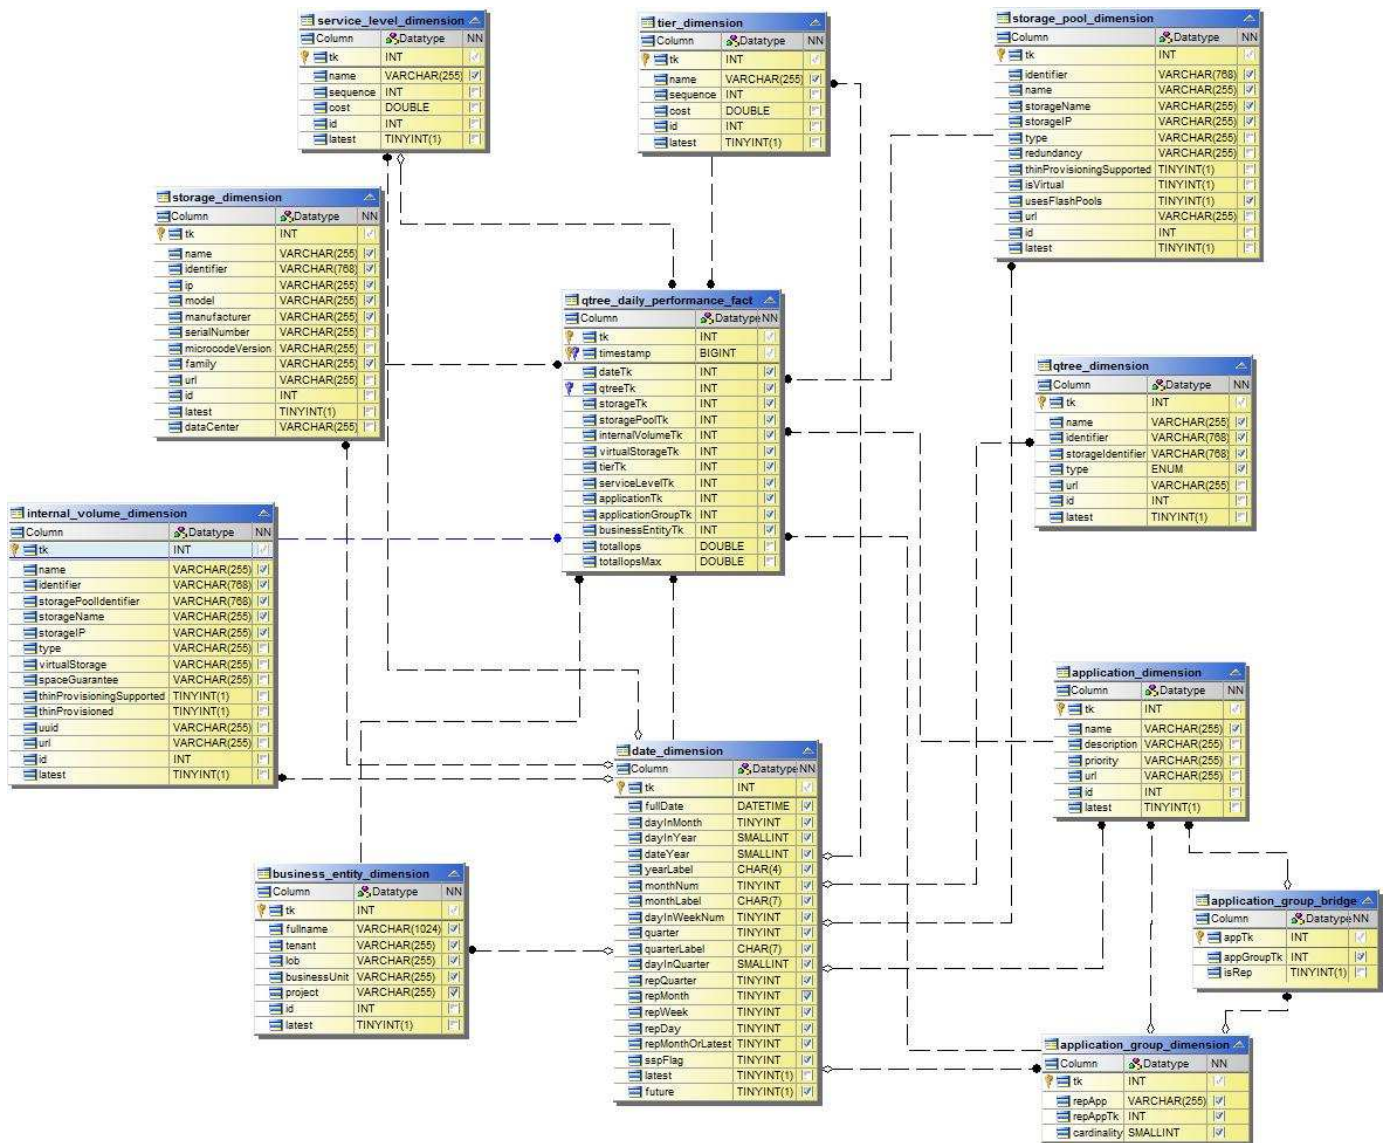 service_level_dimension
Column Datatype NN
tk INT
name VARCHAR(255)
sequence INT
cost DOUBLE
id INT
latest TINYINT(1)
tier_dimension
Column Datatype NN
tk INT
name VARCHAR(255)
sequence INT
cost DOUBLE
id INT
latest TINYINT(1)
storage_pool_dimension
Column Datatype NN
tk INT
identifier VARCHAR(768)
name VARCHAR(255)
storageName VARCHAR(255)
storageIP VARCHAR(255)
type VARCHAR(255)
redundancy VARCHAR(255)
thinProvisioningSupported TINYINT(1)
isVirtual TINYINT(1)
usesFlashPools TINYINT(1)
url VARCHAR(255)
id INT
latest TINYINT(1)
storage_dimension
Column Datatype NN
tk INT
name VARCHAR(255)
identifier VARCHAR(768)
ip VARCHAR(255)
model VARCHAR(255)
manufacturer VARCHAR(255)
serialNumber VARCHAR(255)
microcodeVersion VARCHAR(255)
family VARCHAR(255)
url VARCHAR(255)
id INT
latest TINYINT(1)
dataCenter VARCHAR(255)
qtree_daily_performance_fact
Column Datatype NN
tk INT
timestamp BIGINT
dateTk INT
qtreeTk INT
storageTk INT
storagePoolTk INT
internalVolumeTk INT
virtualStorageTk INT
tierTk INT
serviceLevelTk INT
applicationTk INT
applicationGroupTk INT
businessEntityTk INT
totalIops DOUBLE
totalIopsMax DOUBLE
qtree_dimension
Column Datatype NN
tk INT
name VARCHAR(255)
identifier VARCHAR(768)
storageIdentifier VARCHAR(768)
type ENUM
url VARCHAR(255)
id INT
latest TINYINT(1)
internal_volume_dimension
Column Datatype NN
tk INT
name VARCHAR(255)
identifier VARCHAR(768)
storagePoolIdentifier VARCHAR(768)
storageName VARCHAR(255)
storageIP VARCHAR(255)
type VARCHAR(255)
virtualStorage VARCHAR(255)
spaceGuarantee VARCHAR(255)
thinProvisioningSupported TINYINT(1)
thinProvisioned TINYINT(1)
uuid VARCHAR(255)
url VARCHAR(255)
id INT
latest TINYINT(1)
application_dimension
Column Datatype NN
tk INT
name VARCHAR(255)
description VARCHAR(255)
priority VARCHAR(255)
url VARCHAR(255)
id INT
latest TINYINT(1)
date_dimension
Column Datatype NN
tk INT
fullDate DATETIME
dayInMonth TINYINT
dayInYear SMALLINT
dateYear SMALLINT
yearLabel CHAR(4)
monthNum TINYINT
monthLabel CHAR(7)
dayInWeekNum TINYINT
quarter TINYINT
quarterLabel CHAR(7)
dayInQuarter SMALLINT
repQuarter TINYINT
repMonth TINYINT
repWeek TINYINT
repDay TINYINT
repMonthOrLatest TINYINT
sspFlag TINYINT
latest TINYINT(1)
future TINYINT(1)
business_entity_dimension
Column Datatype NN
tk INT
fullname VARCHAR(1024)
tenant VARCHAR(255)
lob VARCHAR(255)
businessUnit VARCHAR(255)
project VARCHAR(255)
id INT
latest TINYINT(1)
application_group_bridge
Column Datatype NN
appTk INT
appGroupTk INT
isRep TINYINT(1)
application_group_dimension
Column Datatype NN
tk INT
repApp VARCHAR(255)
repAppTk INT
cardinality SMALLINT